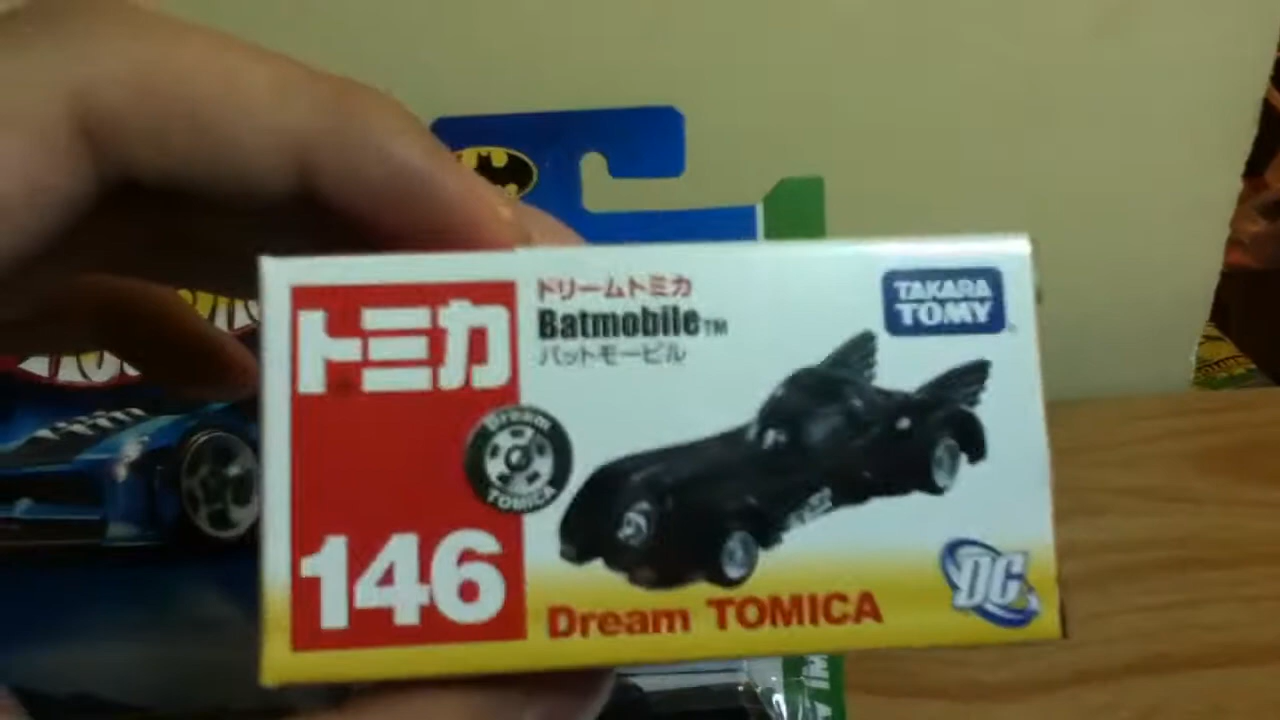 トミカ
ドリームトミカ
Batmobile™
バットモービル
TAKARA
TOMY
Dream
TOMICA
146
Dream TOMICA
DC